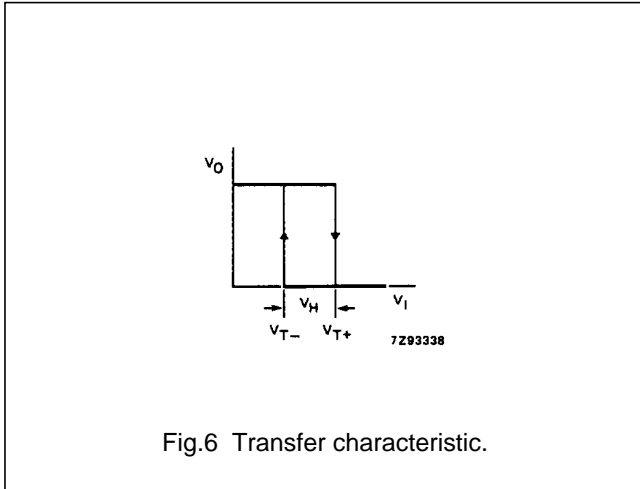 VO
VH
VI
VT−
VT+
7Z93338
Fig.6 Transfer characteristic.